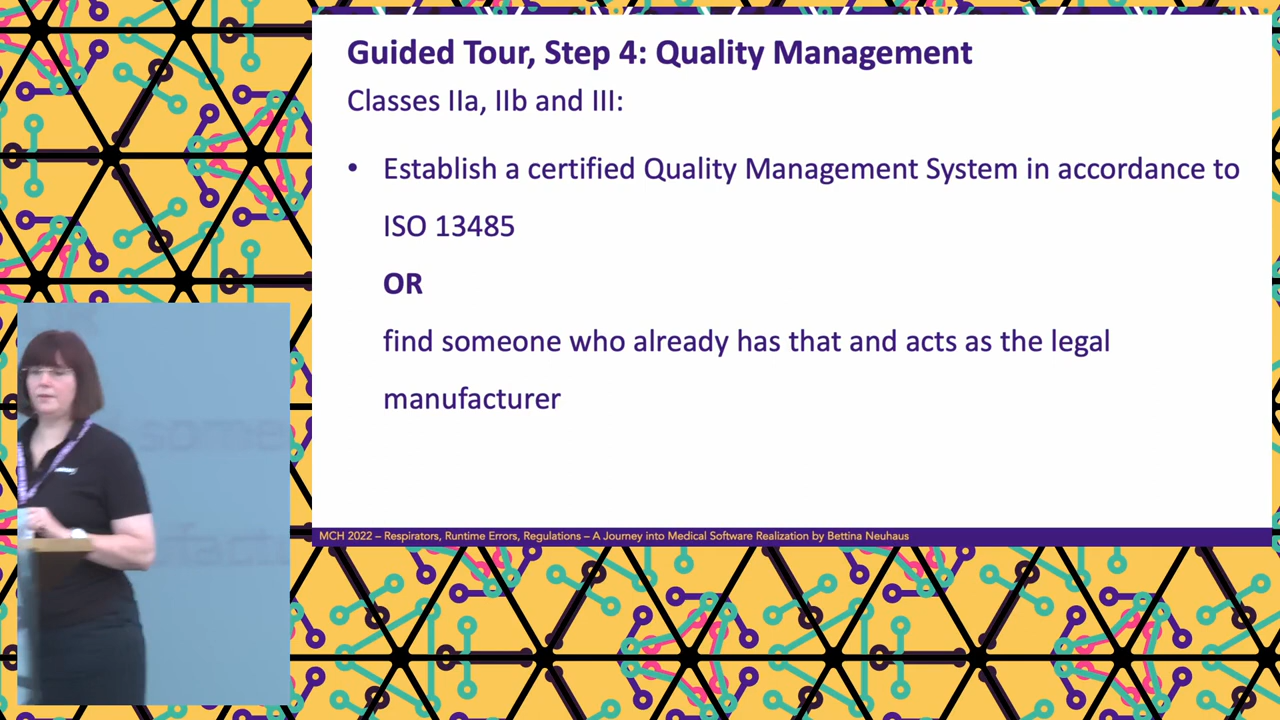 Guided Tour, Step 4: Quality Management
Classes IIa, IIb and III:
• Establish a certified Quality Management System in accordance to
ISO 13485
OR
find someone who already has that and acts as the legal
manufacturer
MCH 2022 – Respirators, Runtime Errors, Regulations – A Journey into Medical Software Realization by Bettina Neuhaus
some
factu